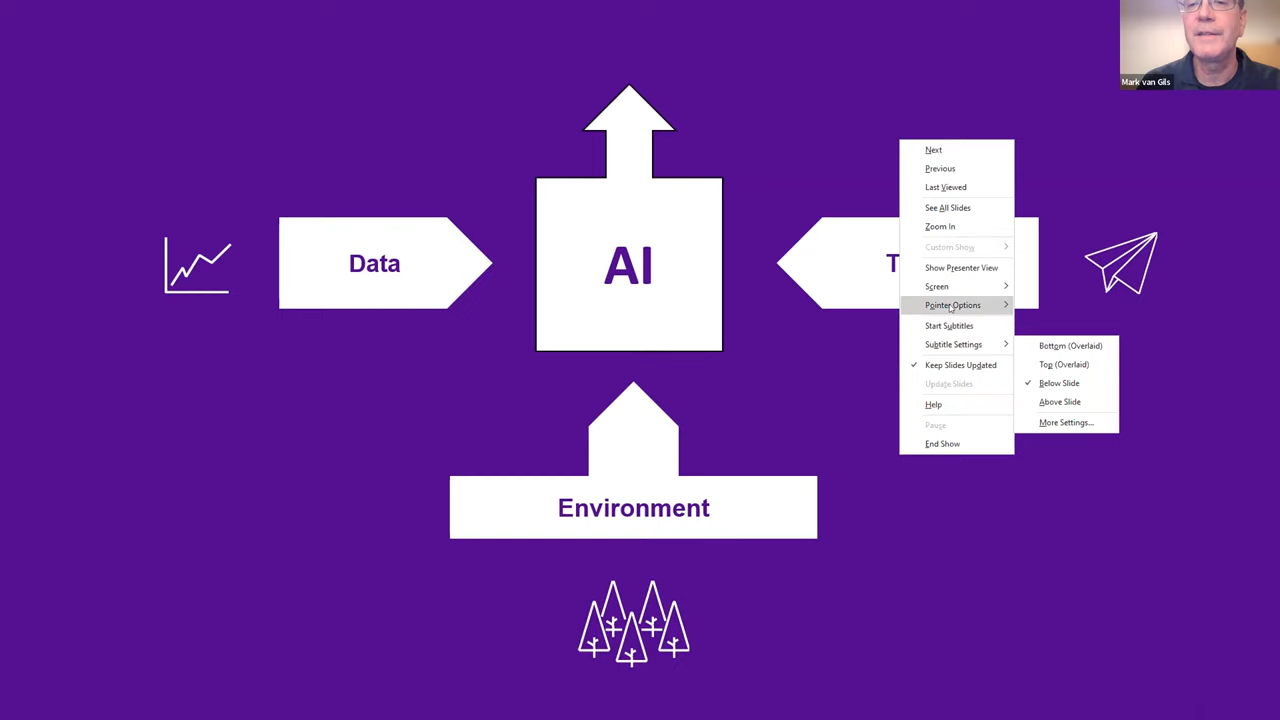 Mark van Gils
Data
AI
T
Environment
Next
Previous
Last Viewed
See All Slides
Zoom In
Custom Show
Show Presenter View
Screen
Pointer Options
Start Subtitles
Subtitle Settings
Keep Slides Updated
Update Slides
Help
Pause
End Show
Bottom (Overlaid)
Top (Overlaid)
Below Slide
Above Slide
More Settings...